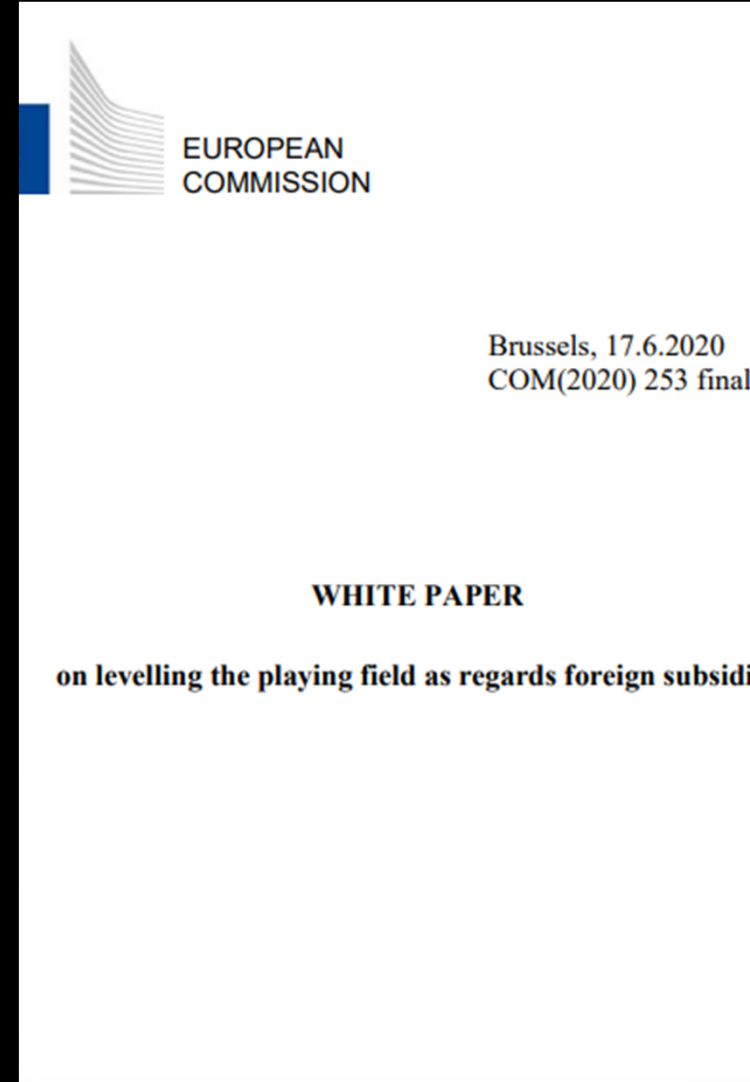 EUROPEAN
COMMISSION
Brussels, 17.6.2020
COM(2020) 253 final
WHITE PAPER
on levelling the playing field as regards foreign subsidi